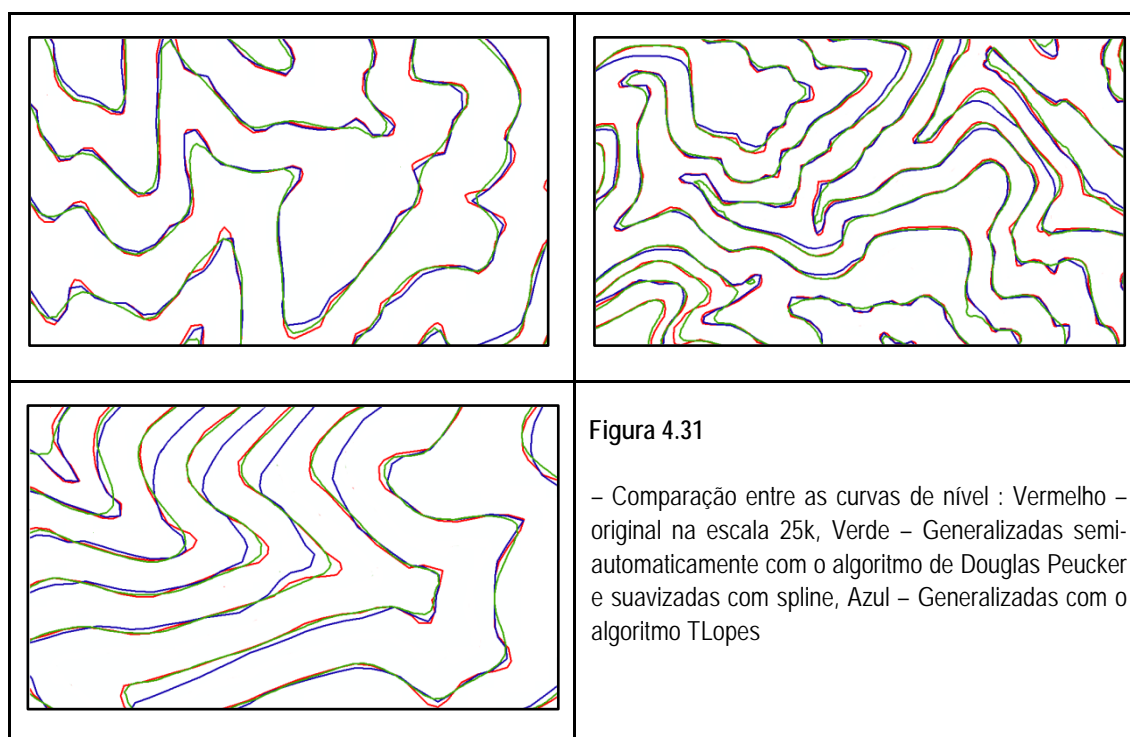 Figura 4.31
– Comparação entre as curvas de nível : Vermelho –
original na escala 25k, Verde – Generalizadas semi-
automaticamente com o algoritmo de Douglas Peucker
e suavizadas com spline, Azul – Generalizadas com o
algoritmo TLopes